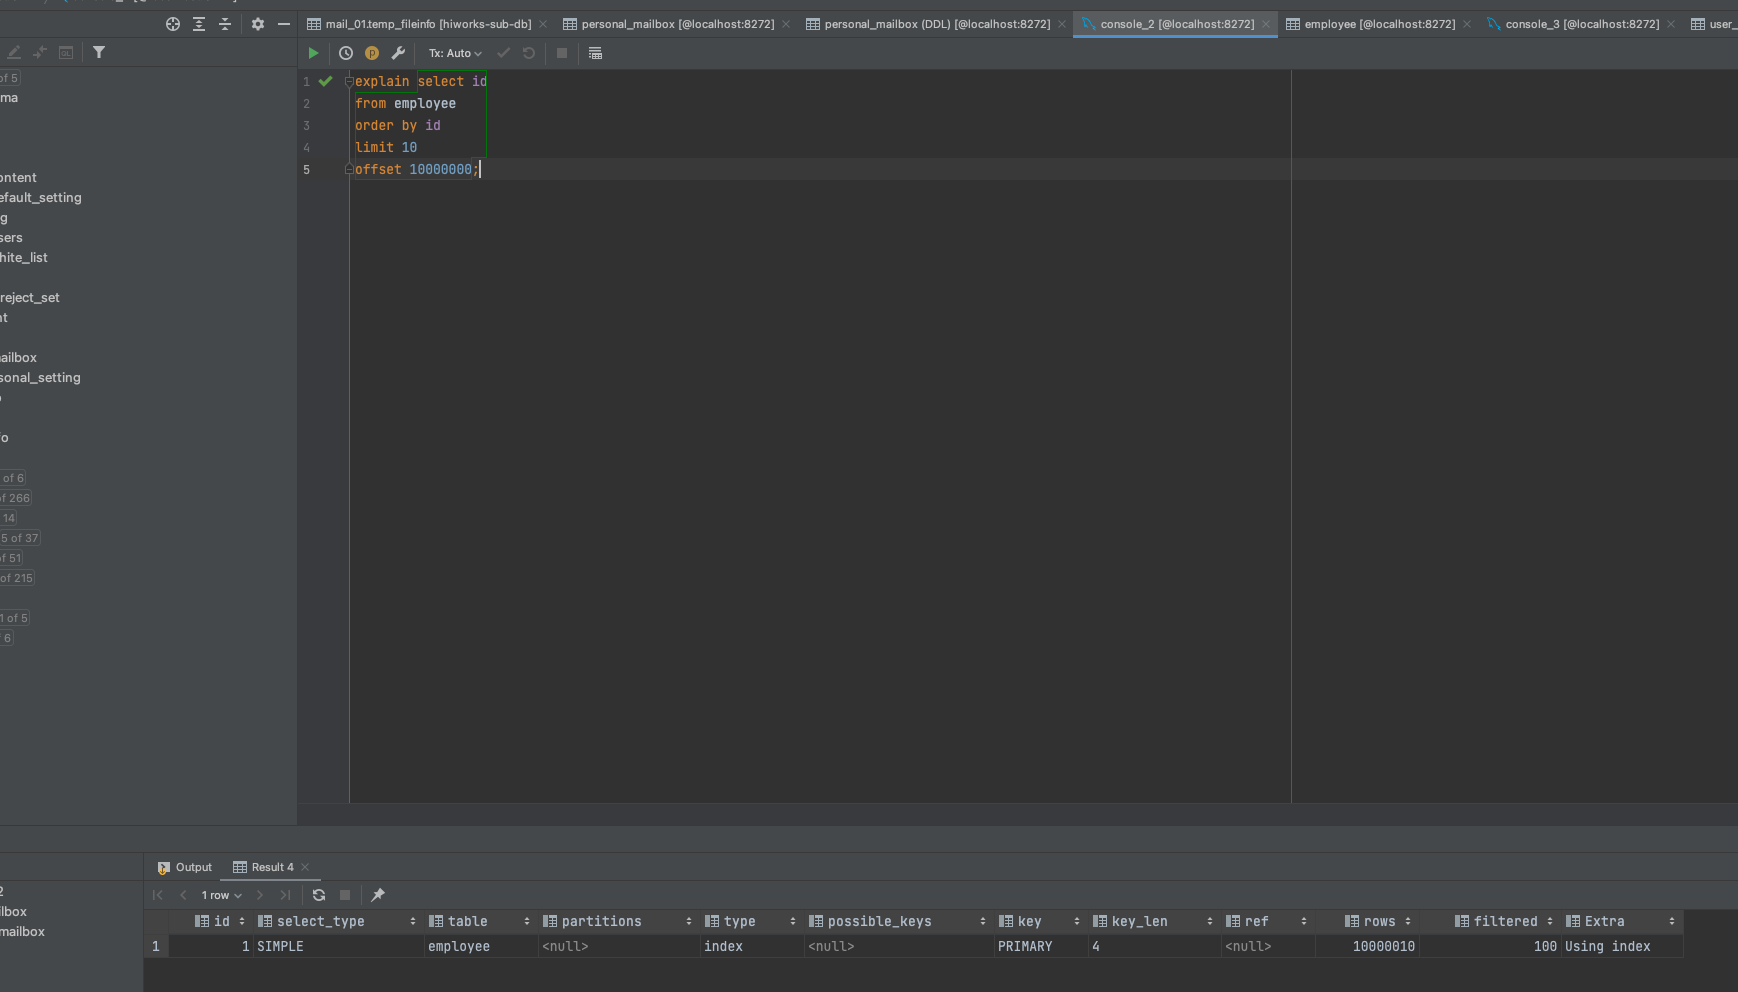 mail_01.temp_fileinfo [hiworks-sub-db]
personal_mailbox [@localhost:8272]
personal_mailbox (DDL) [@localhost:8272]
console_2 [@localhost:8272]
employee [@localhost:8272]
console_3 [@localhost:8272]
user_
Tx: Auto
of 5
ma
ontent
efault_setting
g
sers
hite_list
reject_set
nt
ailbox
sonal_setting
fo
of 6
of 266
14
5 of 37
of 51
of 215
1 of 5
6
1 explain select id
2 from employee
3 order by id
4 limit 10
5 offset 10000000;
2
lbox
mailbox
Output
Result 4
1 row
id select_type table partitions type possible_keys key key_len ref rows filtered Extra
1 1 SIMPLE employee <null> index <null> PRIMARY 4 <null> 10000010 100 Using index